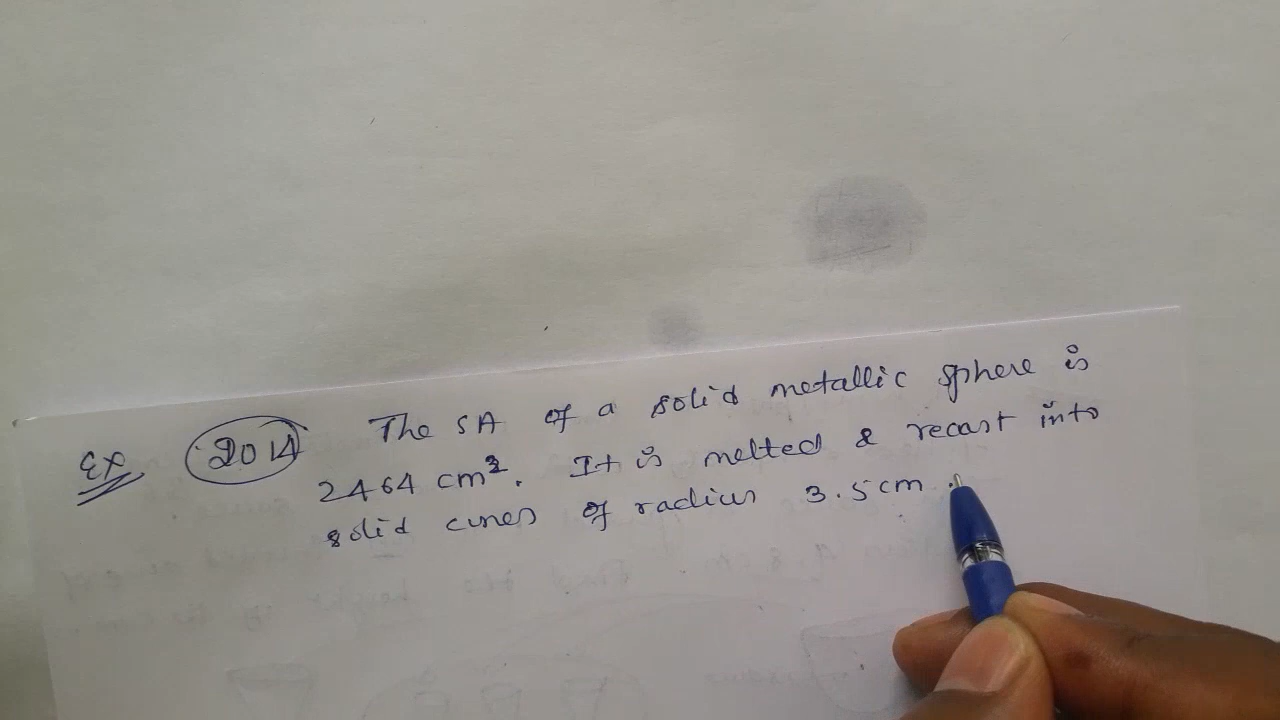 Ex 2014 The SA of a solid metallic sphere is
2464 cm². It is melted & recast into
solid cones of radius 3.5cm